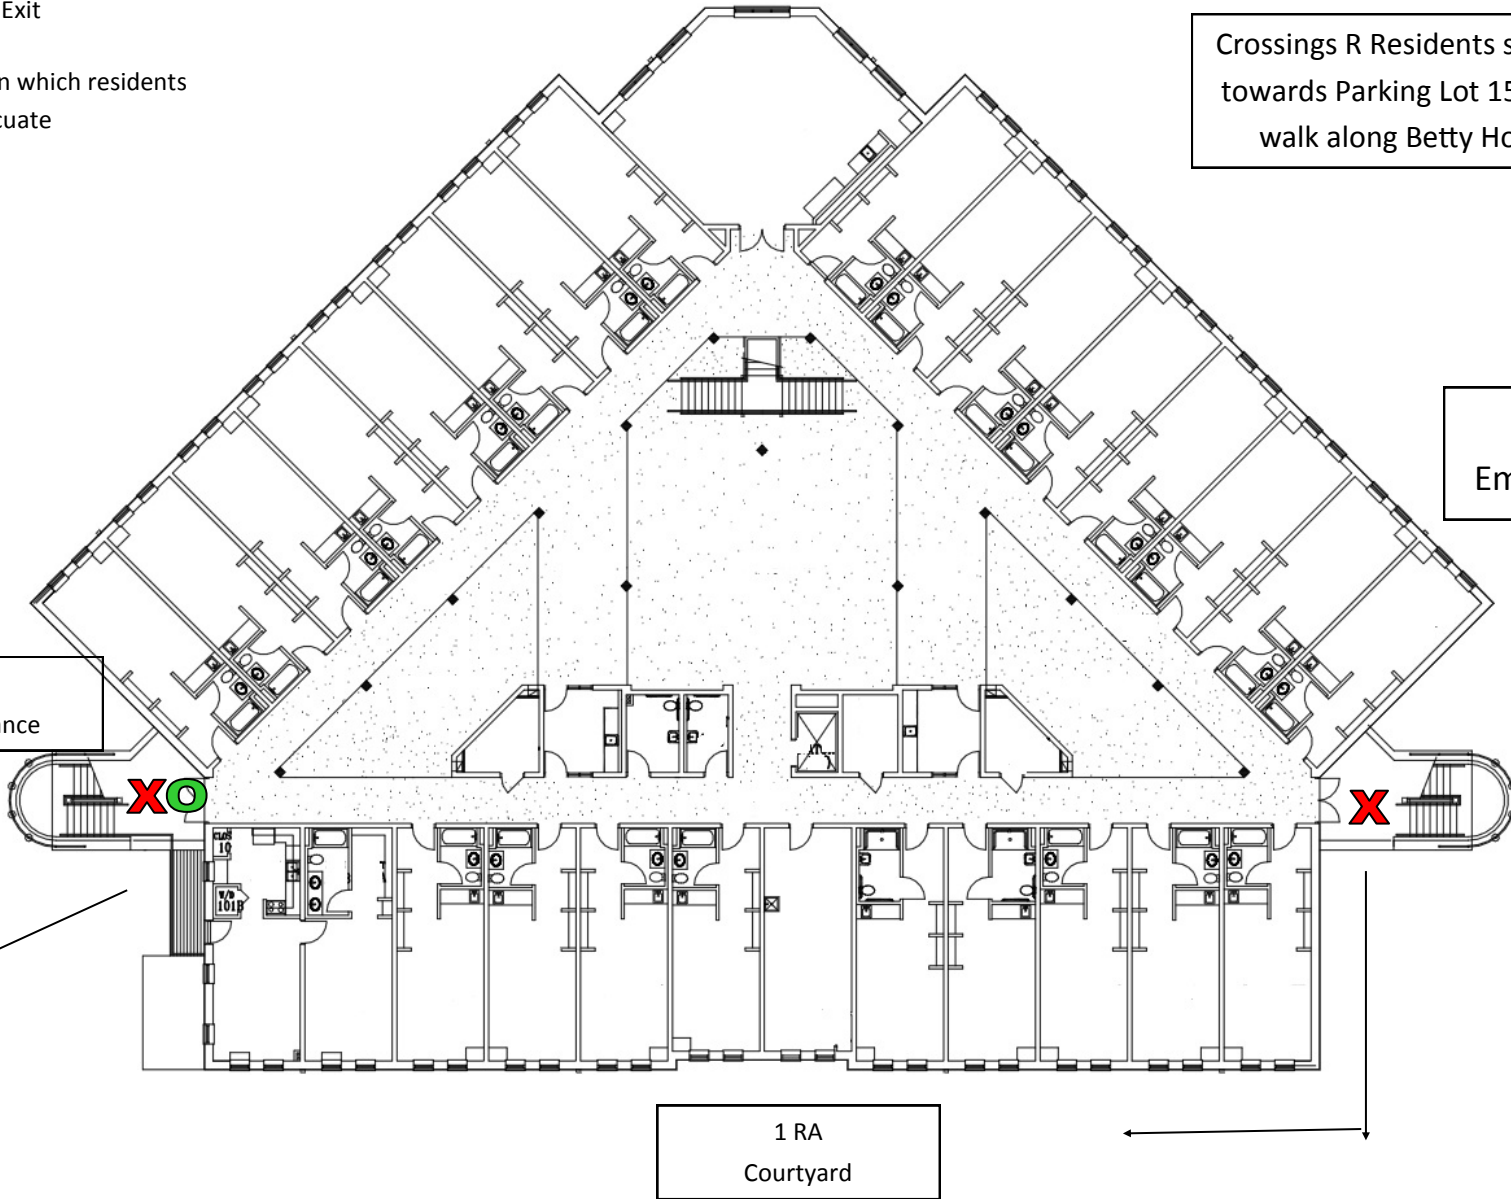 Exit
n which residents
cuate
Crossings R Residents s
towards Parking Lot 15
walk along Betty Ho
Em
ance
X O
X
CLOS
10
W/D
101B
1 RA
Courtyard